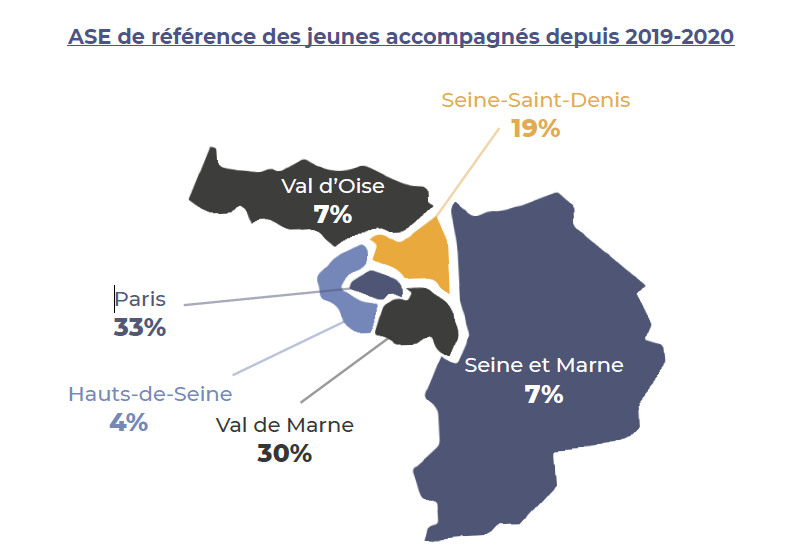 ASE de référence des jeunes accompagnés depuis 2019-2020
Seine-Saint-Denis
19%
Val d'Oise
7%
Paris
33%
Seine et Marne
7%
Hauts-de-Seine
4%
Val de Marne
30%